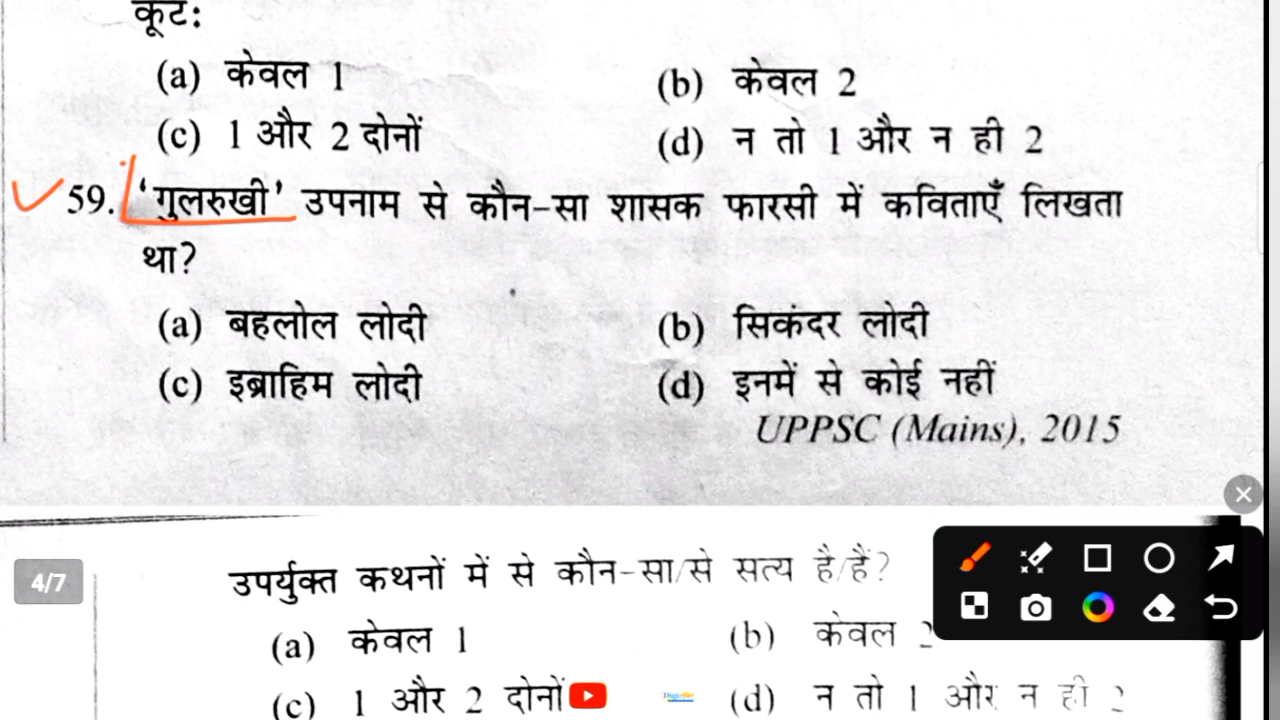 कूटः
(a) केवल 1 (b) केवल 2
(c) 1 और 2 दोनों (d) न तो 1 और न ही 2
59. 'गुलरुखी' उपनाम से कौन-सा शासक फारसी में कविताएँ लिखता
था?
(a) बहलोल लोदी (b) सिकंदर लोदी
(c) इब्राहिम लोदी (d) इनमें से कोई नहीं
UPPSC (Mains), 2015
4/7
उपर्युक्त कथनों में से कौन-सा/से सत्य है/हैं?
(a) केवल 1 (b) केवल 2
(c) 1 और 2 दोनों (d) न तो 1 और न ही 2